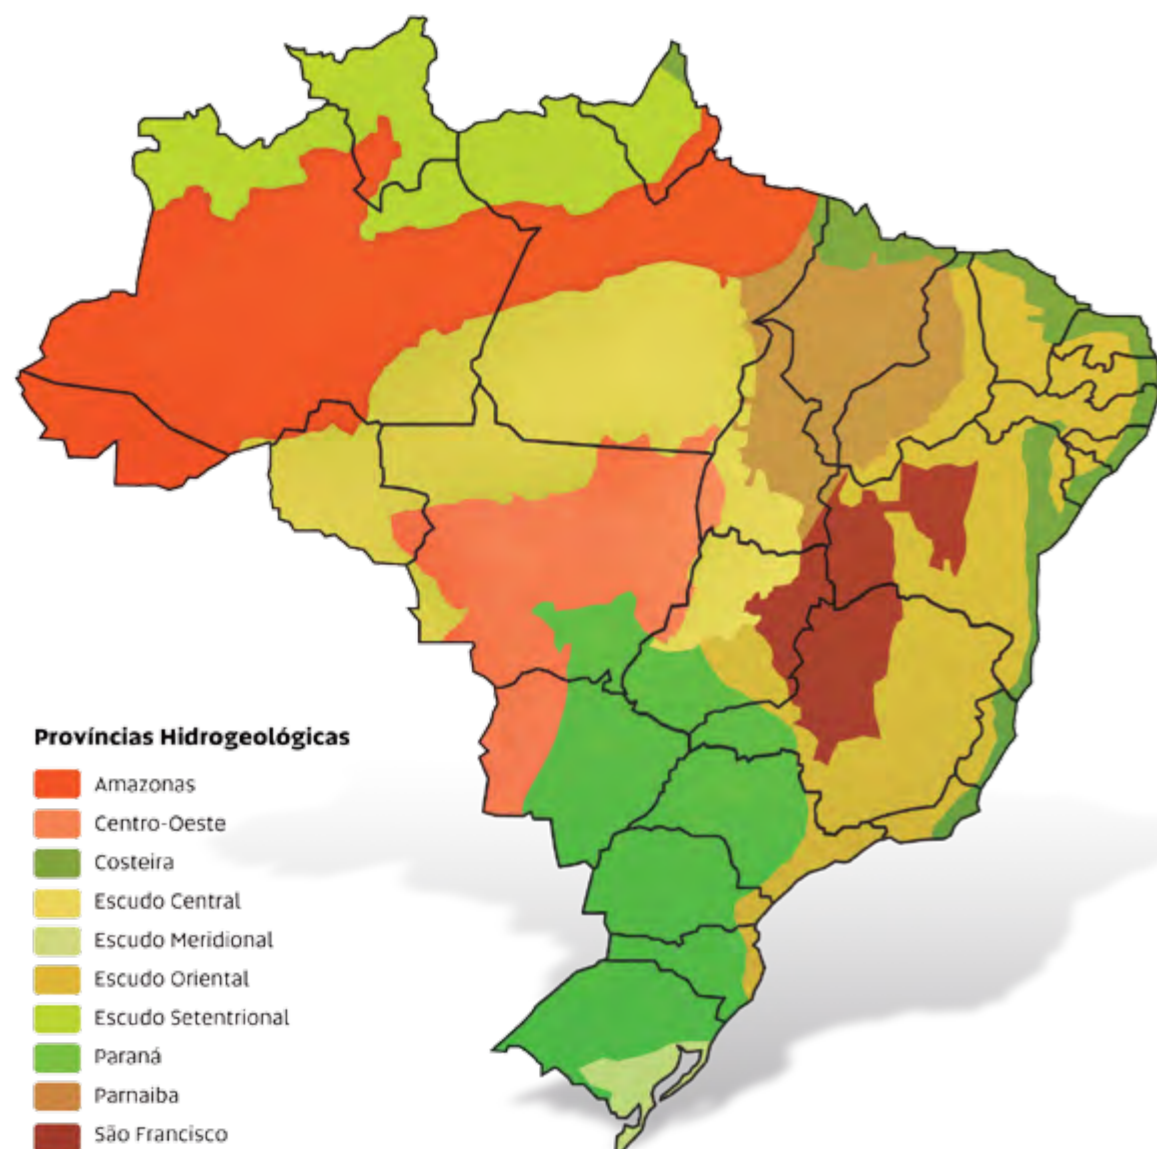 Províncias Hidrogeológicas
Amazonas
Centro-Oeste
Costeira
Escudo Central
Escudo Meridional
Escudo Oriental
Escudo Setentrional
Paraná
Parnaiba
São Francisco